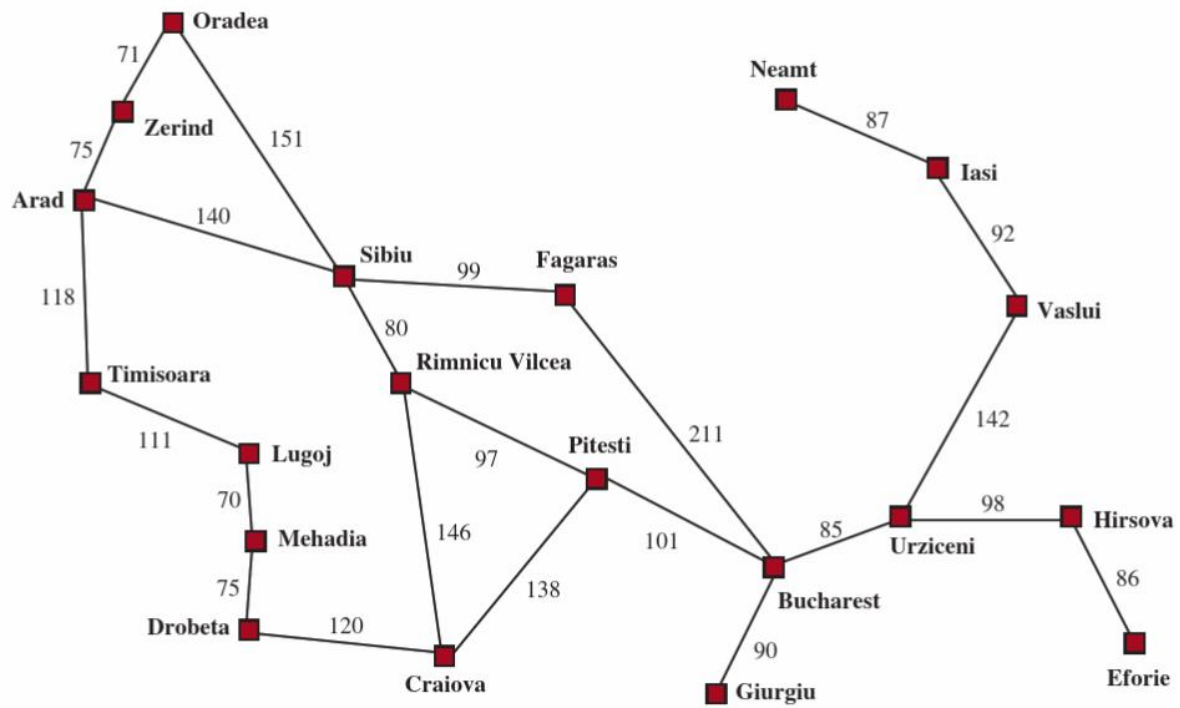 Oradea
71
Neamt
Zerind
87
75
151
Iasi
Arad
140
92
Sibiu
99
Fagaras
118
80
Vaslui
Timisoara
Rimnicu Vilcea
111
Lugoj
97
Pitesti
211
142
70
Mehadia
146
101
85
98
Hirsova
Urziceni
75
138
86
Drobeta
120
Bucharest
90
Craiova
Giurgiu
Eforie